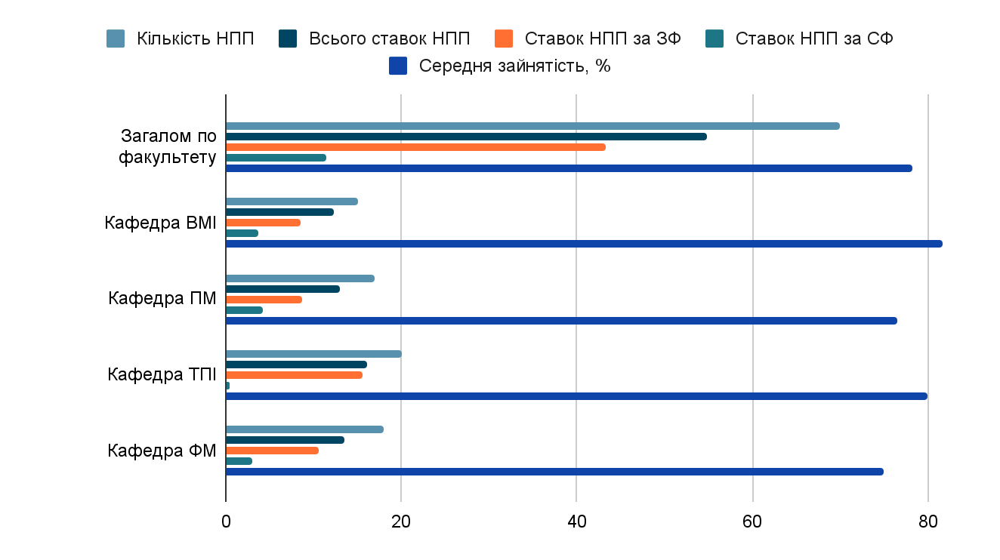 Кількість НПП Всього ставок НПП Ставок НПП за ЗФ Ставок НПП за СФ
Середня зайнятість, %
Загалом по
факультету
Кафедра ВМІ
Кафедра ПМ
Кафедра ТПІ
Кафедра ФМ
0 20 40 60 80